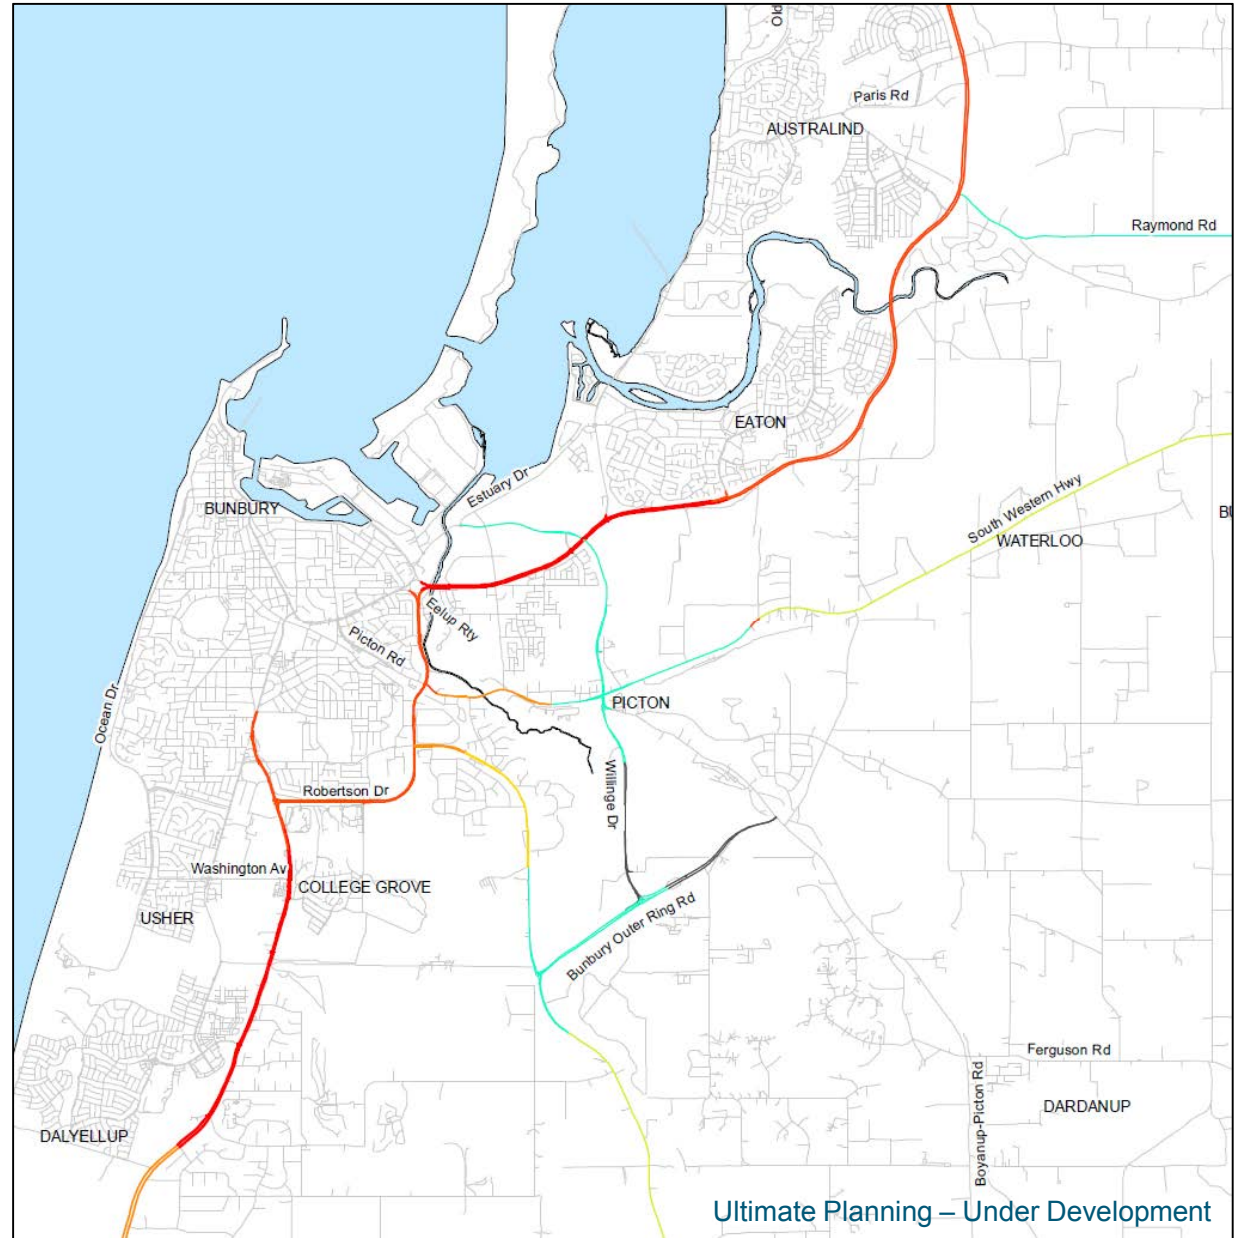 Old
Paris Rd
AUSTRALIND
Raymond Rd
EATON
Estuary Dr
BUNBURY
South Western Hwy
WATERLOO
BU
Eelup Rty
Picton Rd
Ocean Dr
PICTON
Willinge Dr
Robertson Dr
Washington Av
COLLEGE GROVE
USHER
Bunbury Outer Ring Rd
Ferguson Rd
Boyanup-Picton Rd
DARDANUP
DALYELLUP
Ultimate Planning – Under Development